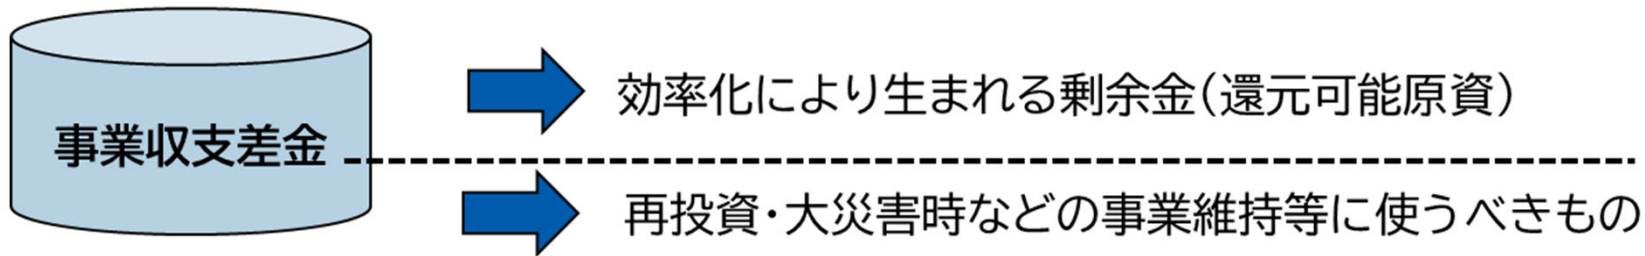 効率化により生まれる剰余金(還元可能原資)
事業収支差金
再投資・大災害時などの事業維持等に使うべきもの